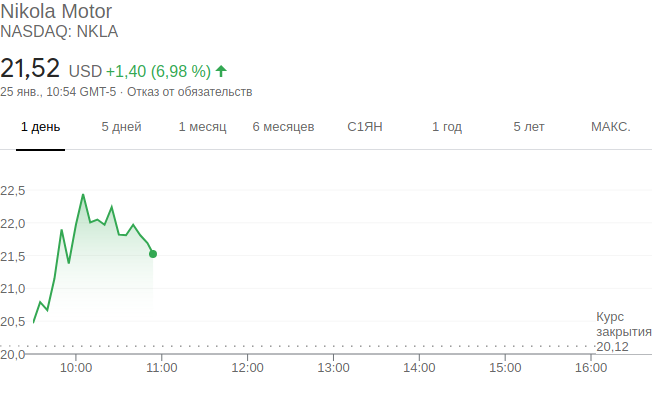 Nikola Motor
NASDAQ: NKLA
21,52 USD +1,40 (6,98 %)
25 янв., 10:54 GMT-5 · Отказ от обязательств
1 день 5 дней 1 месяц 6 месяцев С1ЯН 1 год 5 лет МАКС.
22,5
22,0
21,5
21,0
20,5
20,0
Курс
закрытия
20,12
10:00 11:00 12:00 13:00 14:00 15:00 16:00